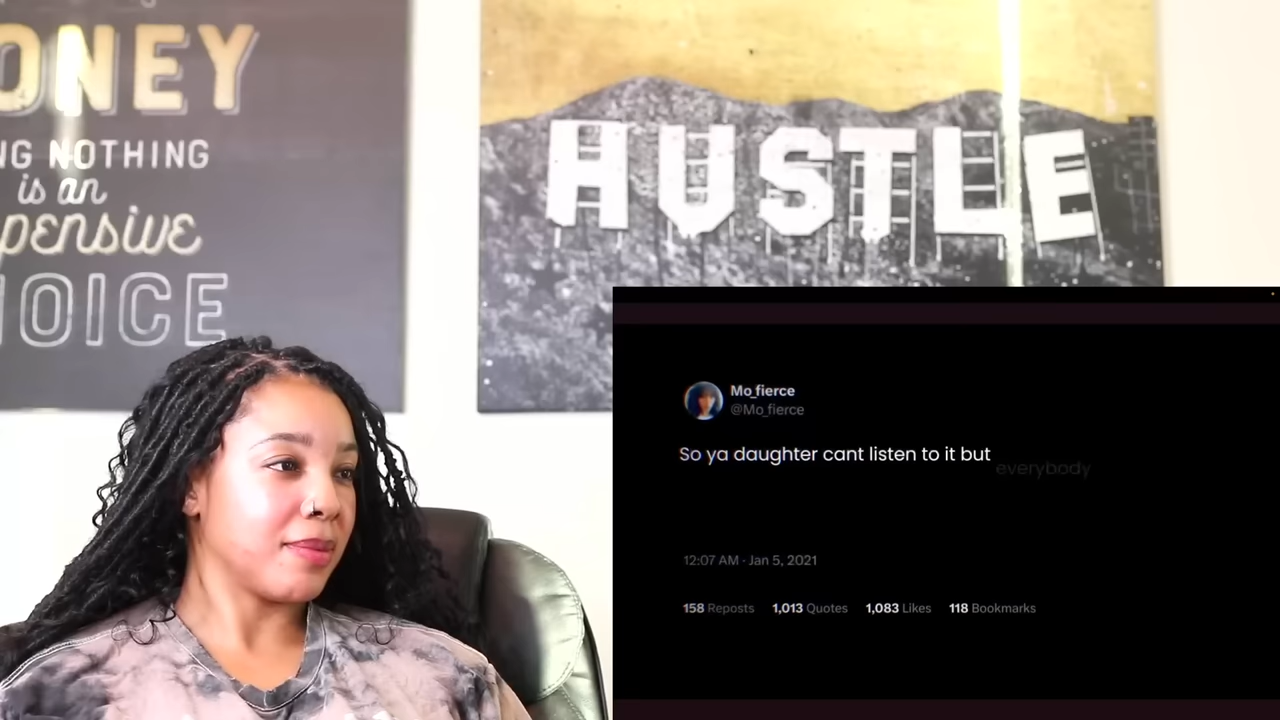 ONEY
NG NOTHING
is an
pensive
HOICE
HUSTLE
Mo_fierce
@Mo_fierce
So ya daughter cant listen to it but everybody
12:07 AM · Jan 5, 2021
158 Reposts 1,013 Quotes 1,083 Likes 118 Bookmarks